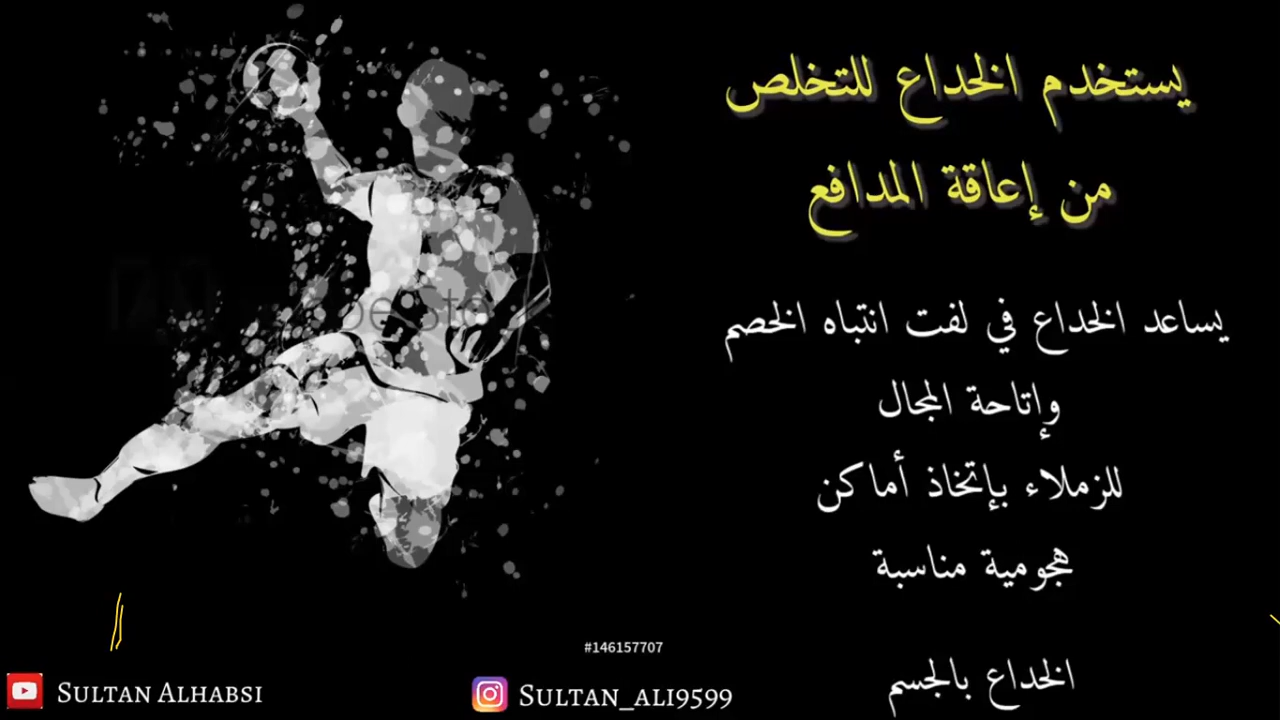 يستخدم الخداع للتخلص
من إعاقة المدافع
يساعد الخداع في لفت انتباه الخصم
وإتاحة المجال
للزملاء بإتخاذ أماكن
هجومية مناسبة
الخداع بالجسم
#146157707
Sultan Alhabsi
Sultan_ali9599